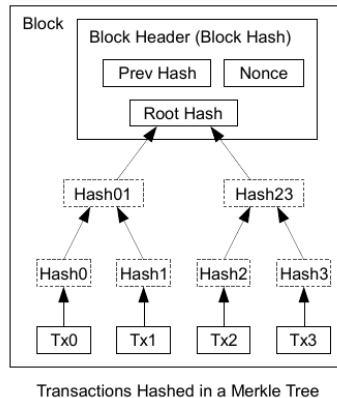 Block
Block Header (Block Hash)
Prev Hash
Nonce
Root Hash
Hash01
Hash23
Hash0
Hash1
Hash2
Hash3
Tx0
Tx1
Tx2
Tx3
Transactions Hashed in a Merkle Tree